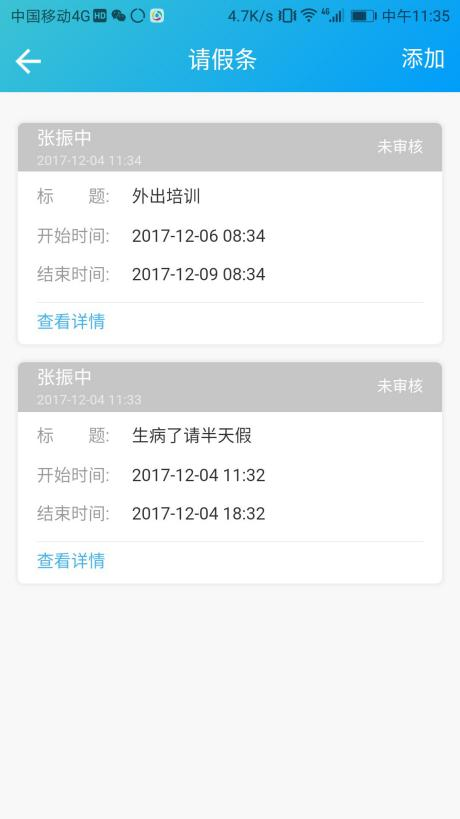 中国移动4G HD 4.7K/s 46 中午11:35
请假条 添加
张振中 未审核
2017-12-04 11:34
标 题: 外出培训
开始时间: 2017-12-06 08:34
结束时间: 2017-12-09 08:34
查看详情
张振中 未审核
2017-12-04 11:33
标 题: 生病了请半天假
开始时间: 2017-12-04 11:32
结束时间: 2017-12-04 18:32
查看详情